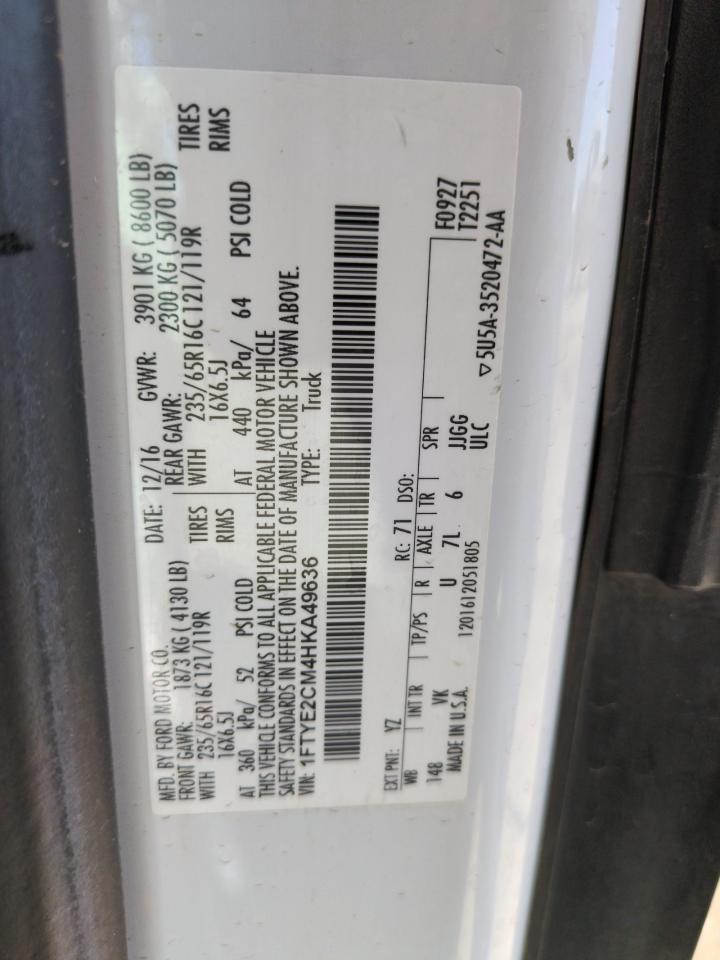 MFD. BY FORD MOTOR CO. DATE: 12/16 GVWR: 3901 KG ( 8600 LB)
FRONT GAWR: 1873 KG ( 4130 LB) REAR GAWR: 2300 KG ( 5070 LB)
WITH 235/65R16C 121/119R TIRES WITH 235/65R16C 121/119R TIRES
16X6.5J RIMS 16X6.5J RIMS
AT 360 kPa/ 52 PSI COLD AT 440 kPa/ 64 PSI COLD
THIS VEHICLE CONFORMS TO ALL APPLICABLE FEDERAL MOTOR VEHICLE
SAFETY STANDARDS IN EFFECT ON THE DATE OF MANUFACTURE SHOWN ABOVE.
VIN: 1FTYE2CM4HKA49636 TYPE: Truck
EXT PNT: YZ RC: 71 DSO:
WB INT TR TP/PS R AXLE TR SPR F0927
148 VK U 7L 6 JJGG T2251
MADE IN U.S.A. 1201612051805 ULC ▽5U5A-3520472-AA